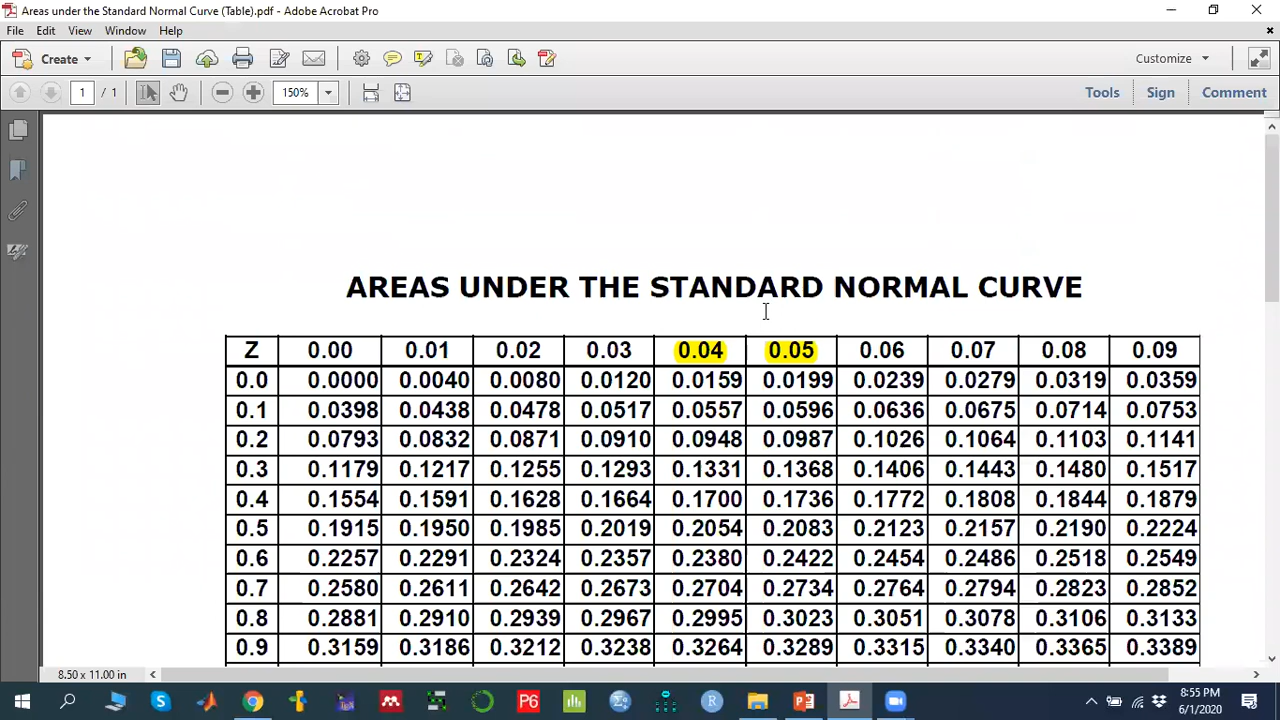 Areas under the Standard Normal Curve (Table).pdf - Adobe Acrobat Pro
File Edit View Window Help
Create Customize
1 / 1 150% Tools Sign Comment
AREAS UNDER THE STANDARD NORMAL CURVE
Z 0.00 0.01 0.02 0.03 0.04 0.05 0.06 0.07 0.08 0.09
0.0 0.0000 0.0040 0.0080 0.0120 0.0159 0.0199 0.0239 0.0279 0.0319 0.0359
0.1 0.0398 0.0438 0.0478 0.0517 0.0557 0.0596 0.0636 0.0675 0.0714 0.0753
0.2 0.0793 0.0832 0.0871 0.0910 0.0948 0.0987 0.1026 0.1064 0.1103 0.1141
0.3 0.1179 0.1217 0.1255 0.1293 0.1331 0.1368 0.1406 0.1443 0.1480 0.1517
0.4 0.1554 0.1591 0.1628 0.1664 0.1700 0.1736 0.1772 0.1808 0.1844 0.1879
0.5 0.1915 0.1950 0.1985 0.2019 0.2054 0.2083 0.2123 0.2157 0.2190 0.2224
0.6 0.2257 0.2291 0.2324 0.2357 0.2380 0.2422 0.2454 0.2486 0.2518 0.2549
0.7 0.2580 0.2611 0.2642 0.2673 0.2704 0.2734 0.2764 0.2794 0.2823 0.2852
0.8 0.2881 0.2910 0.2939 0.2967 0.2995 0.3023 0.3051 0.3078 0.3106 0.3133
0.9 0.3159 0.3186 0.3212 0.3238 0.3264 0.3289 0.3315 0.3340 0.3365 0.3389
8.50 x 11.00 in
P6 R 8:55 PM
6/1/2020